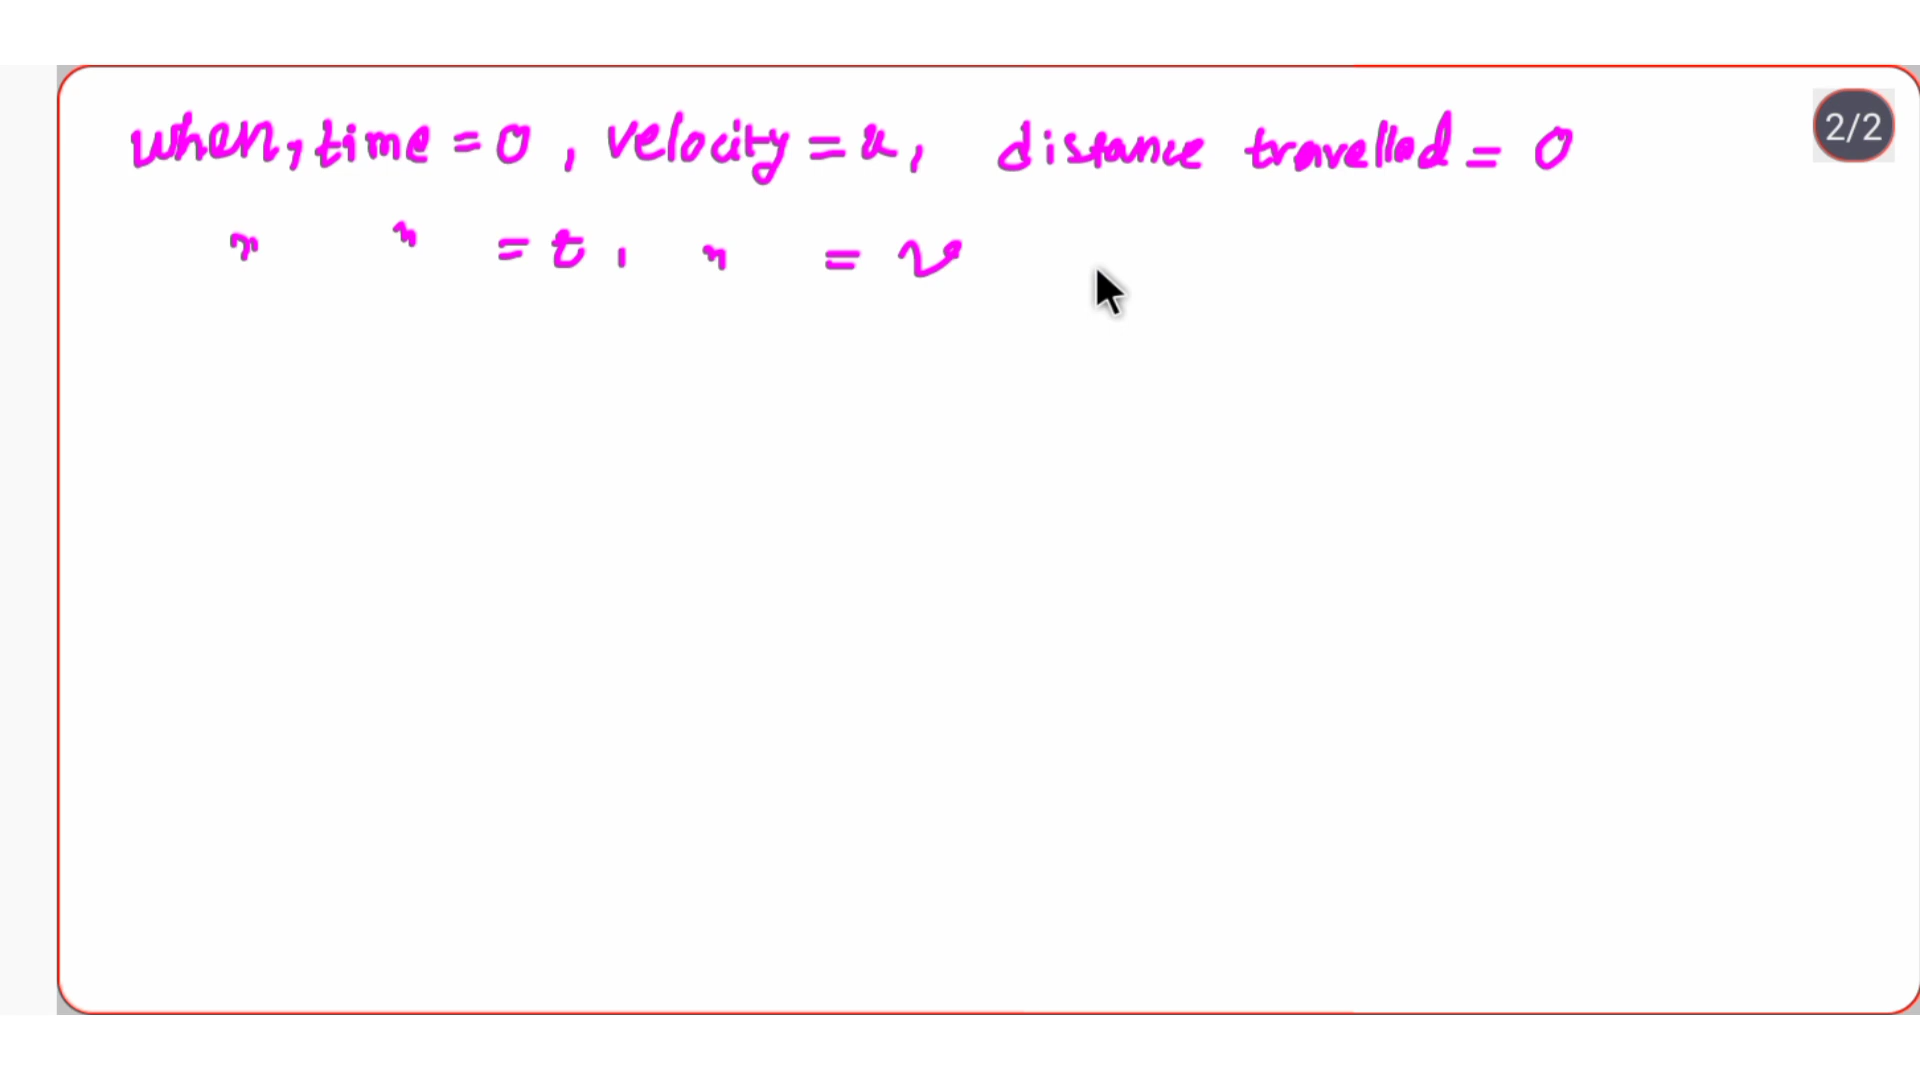 when, time = 0, velocity = u, distance travelled = 0
2/2
" " = t, " = v